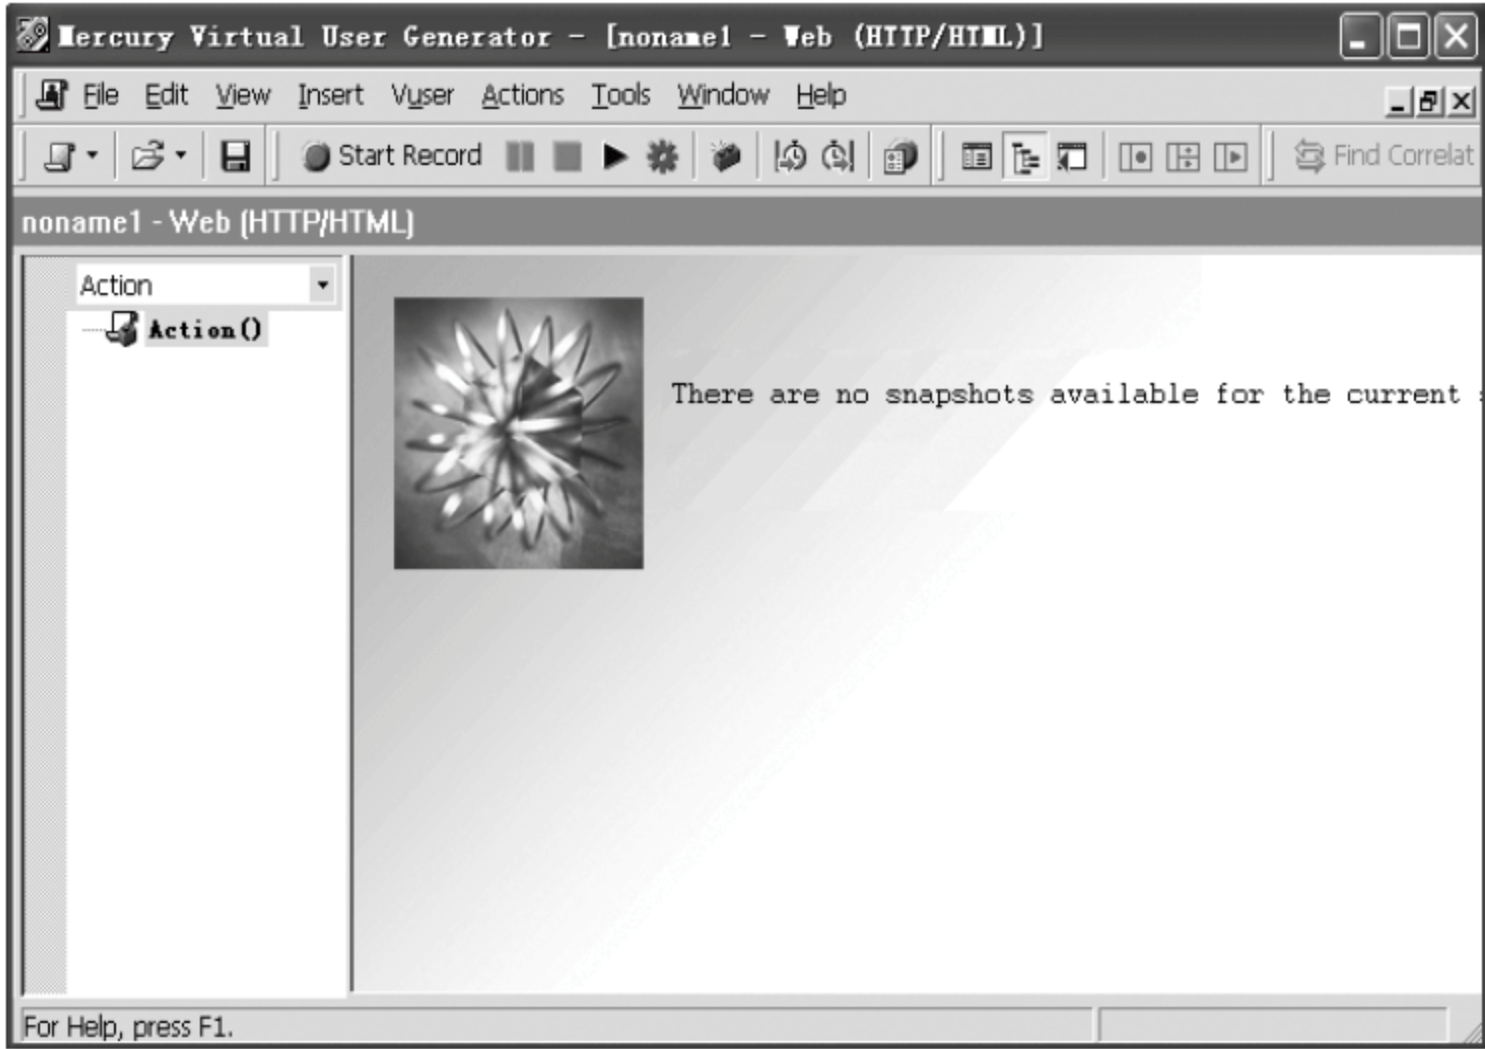 Mercury Virtual User Generator - [noname1 - Web (HTTP/HTML)]
File Edit View Insert Vuser Actions Tools Window Help
Start Record Find Correlat
noname1 - Web (HTTP/HTML)
Action
Action()
There are no snapshots available for the current
For Help, press F1.